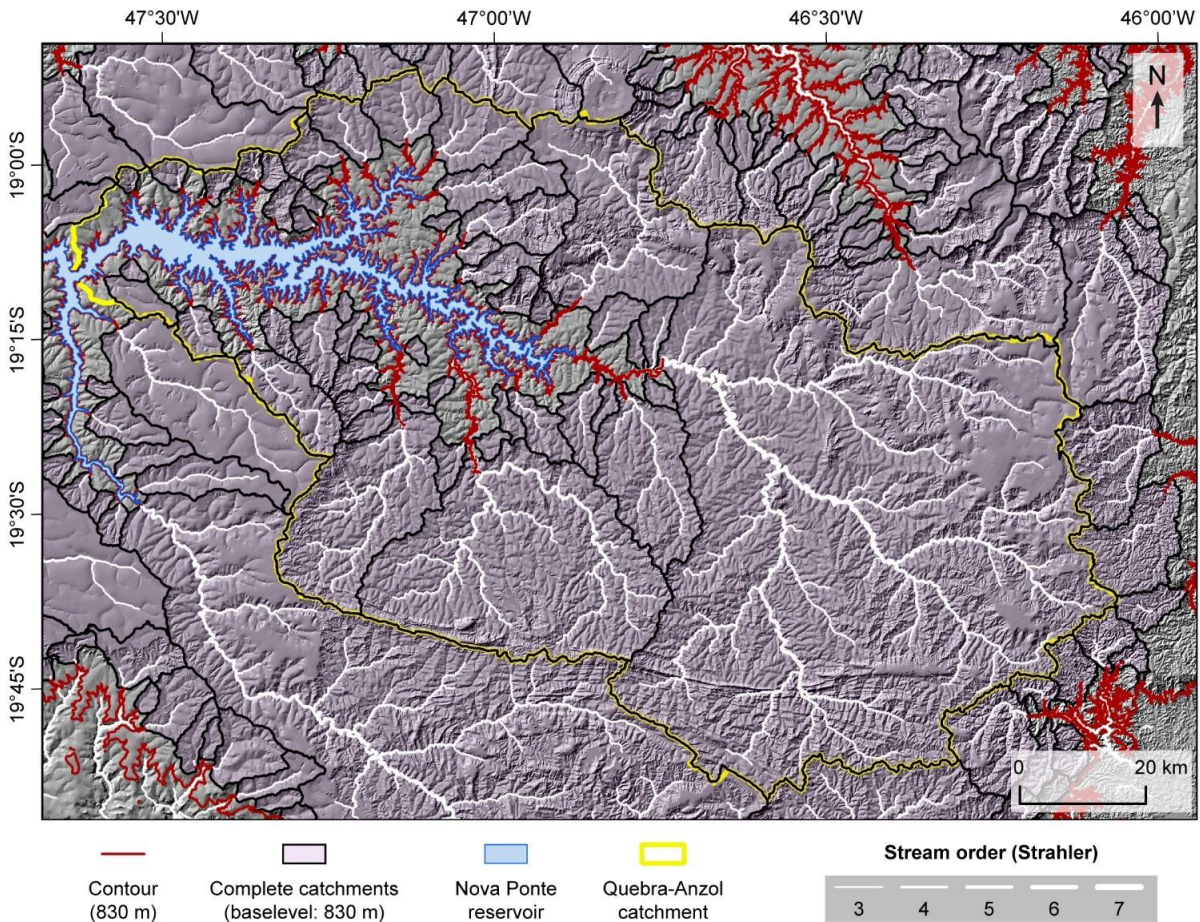 47°30'W 47°00'W 46°30'W 46°00'W
N
19°00'S
19°15'S
19°30'S
19°45'S
0 20 km
Contour
(830 m)
Complete catchments
(baselevel: 830 m)
Nova Ponte
reservoir
Quebra-Anzol
catchment
Stream order (Strahler)
3 4 5 6 7